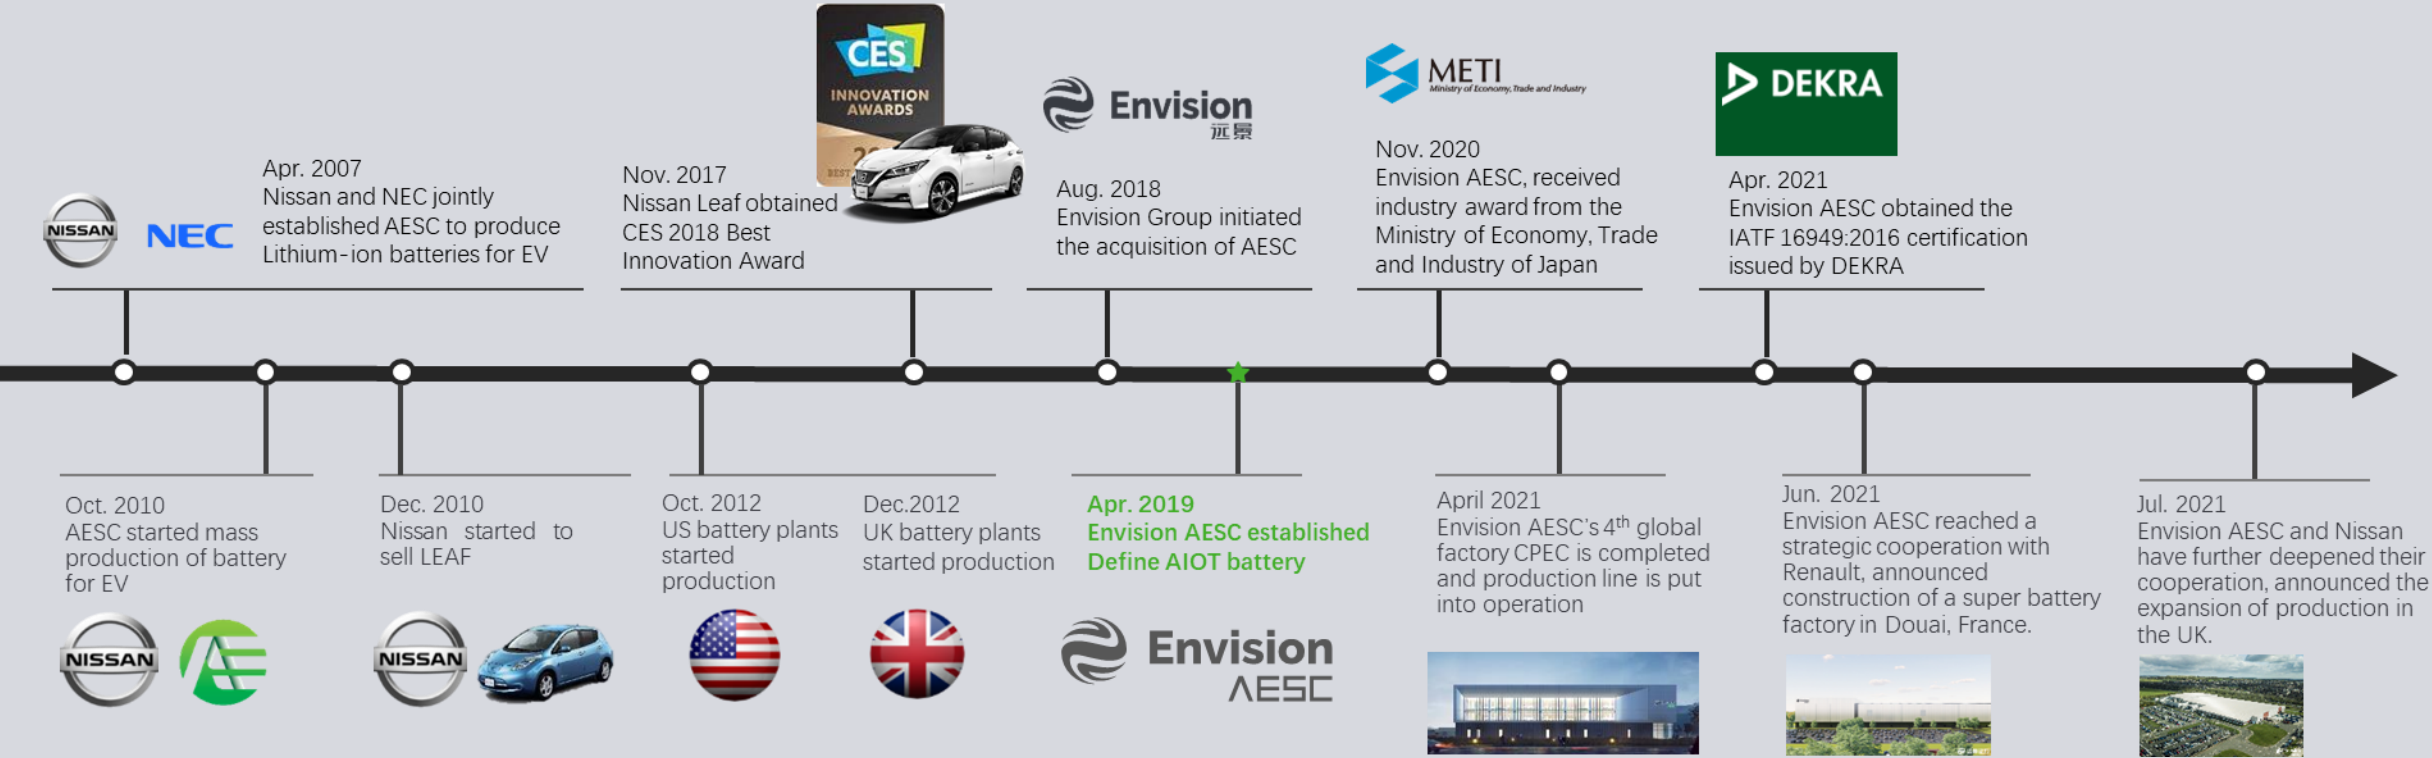 CES
INNOVATION
AWARDS
20
BEST
METI
Ministry of Economy, Trade and Industry
DEKRA
Envision
远景
NISSAN
NEC
Apr. 2007
Nissan and NEC jointly
established AESC to produce
Lithium-ion batteries for EV
Nov. 2017
Nissan Leaf obtained
CES 2018 Best
Innovation Award
Aug. 2018
Envision Group initiated
the acquisition of AESC
Nov. 2020
Envision AESC, received
industry award from the
Ministry of Economy, Trade
and Industry of Japan
Apr. 2021
Envision AESC obtained the
IATF 16949:2016 certification
issued by DEKRA
Oct. 2010
AESC started mass
production of battery
for EV
NISSAN
Dec. 2010
Nissan started to
sell LEAF
NISSAN
Oct. 2012
US battery plants
started
production
Dec.2012
UK battery plants
started production
Apr. 2019
Envision AESC established
Define AIOT battery
Envision
AESC
April 2021
Envision AESC's 4th global
factory CPEC is completed
and production line is put
into operation
Jun. 2021
Envision AESC reached a
strategic cooperation with
Renault, announced
construction of a super battery
factory in Douai, France.
Jul. 2021
Envision AESC and Nissan
have further deepened their
cooperation, announced the
expansion of production in
the UK.